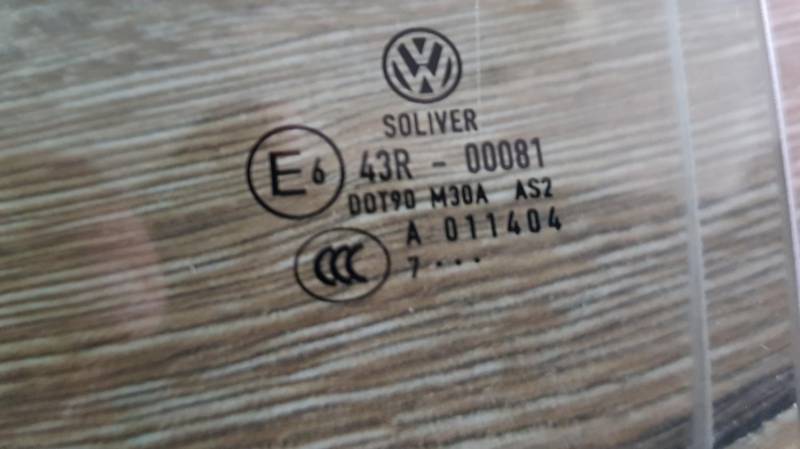 SOLIVER
E6 43R - 00081
DOT90 M30A AS2
CCC A 011404
7 · · ·